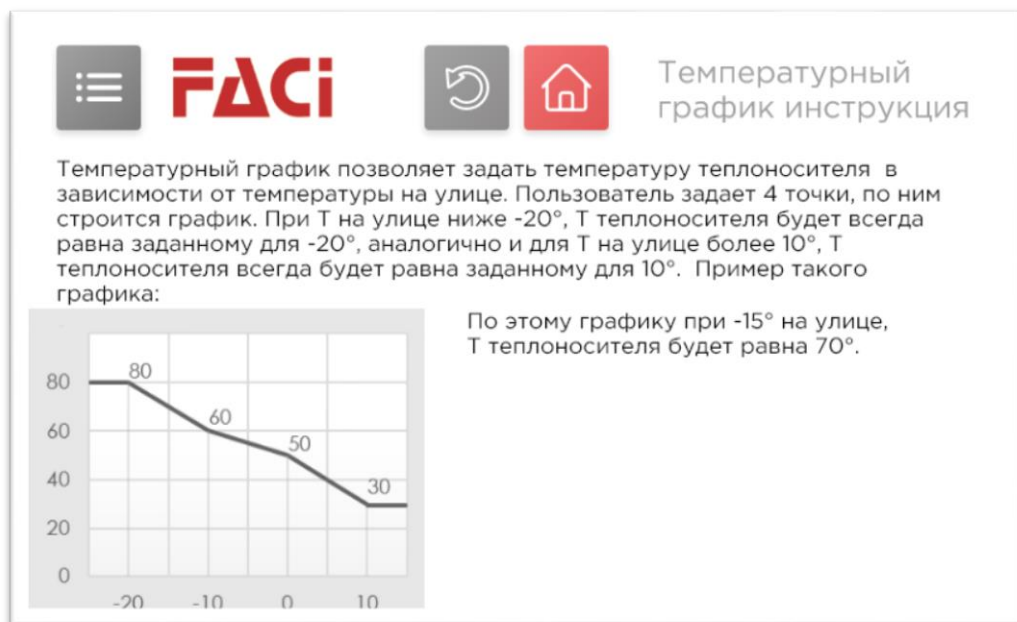 FACi
Температурный
график инструкция
Температурный график позволяет задать температуру теплоносителя в
зависимости от температуры на улице. Пользователь задает 4 точки, по ним
строится график. При Т на улице ниже -20°, Т теплоносителя будет всегда
равна заданному для -20°, аналогично и для Т на улице более 10°, Т
теплоносителя всегда будет равна заданному для 10°. Пример такого
графика:
По этому графику при -15° на улице,
Т теплоносителя будет равна 70°.
80
60
40
20
0
80
60
50
30
-20 -10 0 10